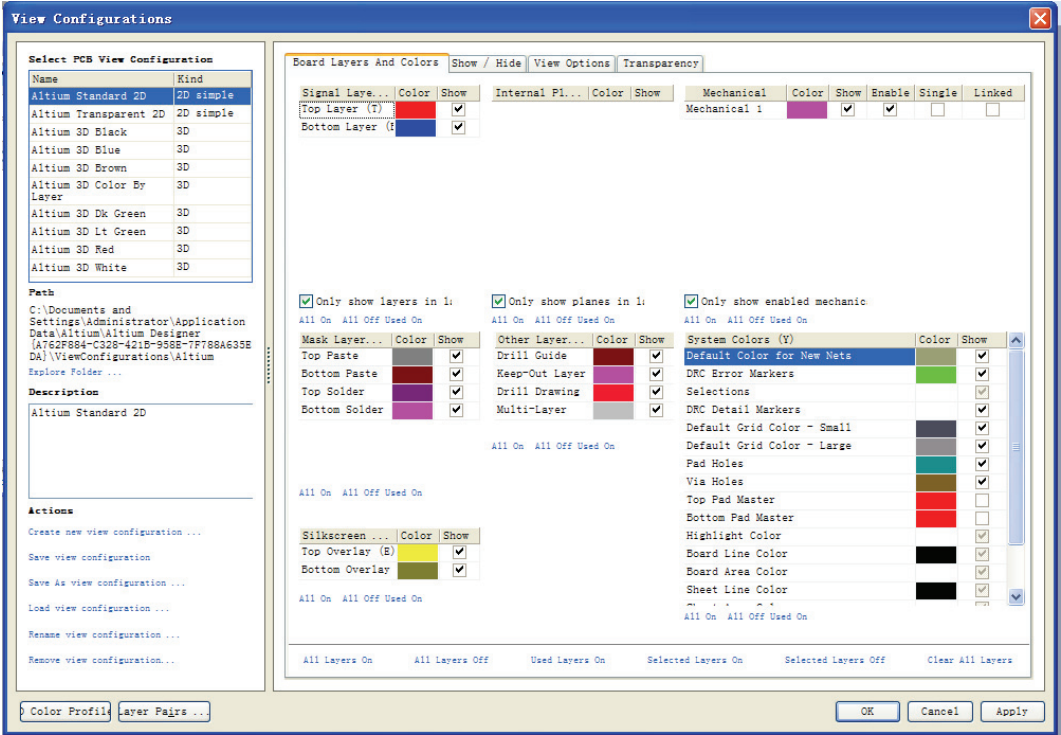 View Configurations
Select PCB View Configuration
Name Kind
Altium Standard 2D 2D simple
Altium Transparent 2D 2D simple
Altium 3D Black 3D
Altium 3D Blue 3D
Altium 3D Brown 3D
Altium 3D Color By Layer 3D
Altium 3D Dk Green 3D
Altium 3D Lt Green 3D
Altium 3D Red 3D
Altium 3D White 3D
Path
C:\Documents and
Settings\Administrator\Application
Data\Altium\Altium Designer
{A762F884-C328-421B-958E-7F788A635E
DA}\ViewConfigurations\Altium
Explore Folder ...
Description
Altium Standard 2D
Actions
Create new view configuration ...
Save view configuration
Save As view configuration ...
Load view configuration ...
Rename view configuration ...
Remove view configuration...
Board Layers And Colors Show / Hide View Options Transparency
Signal Laye... Color Show
Top Layer (T)
Bottom Layer (
Internal Pl... Color Show
Mechanical Color Show Enable Single Linked
Mechanical 1
Only show layers in
Only show planes in
Only show enabled mechanic
All On All Off Used On
All On All Off Used On
All On All Off Used On
Mask Layer... Color Show
Top Paste
Bottom Paste
Top Solder
Bottom Solder
All On All Off Used On
Other Layer... Color Show
Drill Guide
Keep-Out Layer
Drill Drawing
Multi-Layer
All On All Off Used On
Silkscreen ... Color Show
Top Overlay (E)
Bottom Overlay
All On All Off Used On
System Colors (Y) Color Show
Default Color for New Nets
DRC Error Markers
Selections
DRC Detail Markers
Default Grid Color - Small
Default Grid Color - Large
Pad Holes
Via Holes
Top Pad Master
Bottom Pad Master
Highlight Color
Board Line Color
Board Area Color
Sheet Line Color
All On All Off Used On
All Layers On All Layers Off Used Layers On Selected Layers On Selected Layers Off Clear All Layers
Color Profile Layer Pairs ... OK Cancel Apply